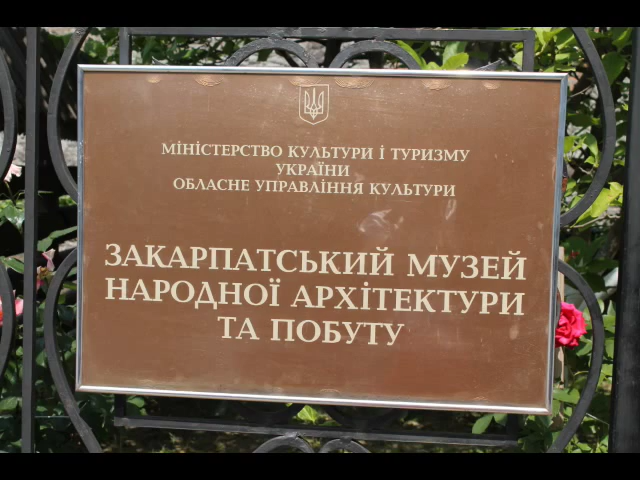 МІНІСТЕРСТВО КУЛЬТУРИ І ТУРИЗМУ
УКРАЇНИ
ОБЛАСНЕ УПРАВЛІННЯ КУЛЬТУРИ
ЗАКАРПАТСЬКИЙ МУЗЕЙ
НАРОДНОЇ АРХІТЕКТУРИ
ТА ПОБУТУ